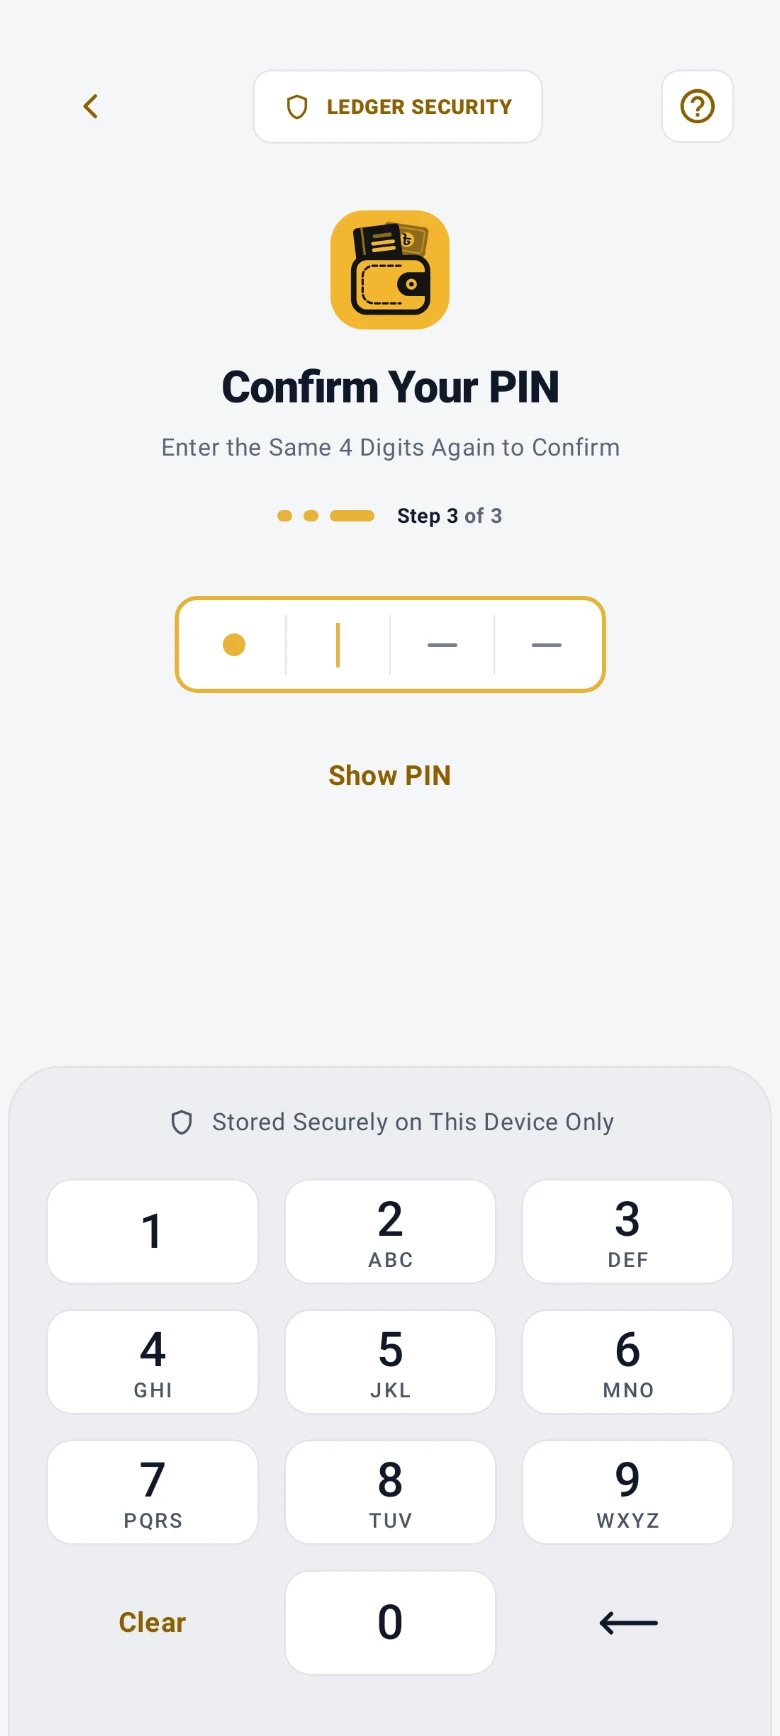 LEDGER SECURITY
৳
Confirm Your PIN
Enter the Same 4 Digits Again to Confirm
Step 3 of 3
Show PIN
Stored Securely on This Device Only
1
2
ABC
3
DEF
4
GHI
5
JKL
6
MNO
7
PQRS
8
TUV
9
WXYZ
Clear
0